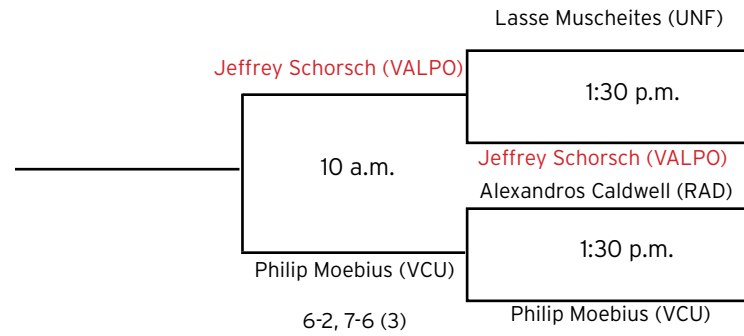 Lasse Muscheites (UNF)
Jeffrey Schorsch (VALPO)
1:30 p.m.
Jeffrey Schorsch (VALPO)
10 a.m.
Alexandros Caldwell (RAD)
1:30 p.m.
Philip Moebius (VCU)
Philip Moebius (VCU)
6-2, 7-6 (3)